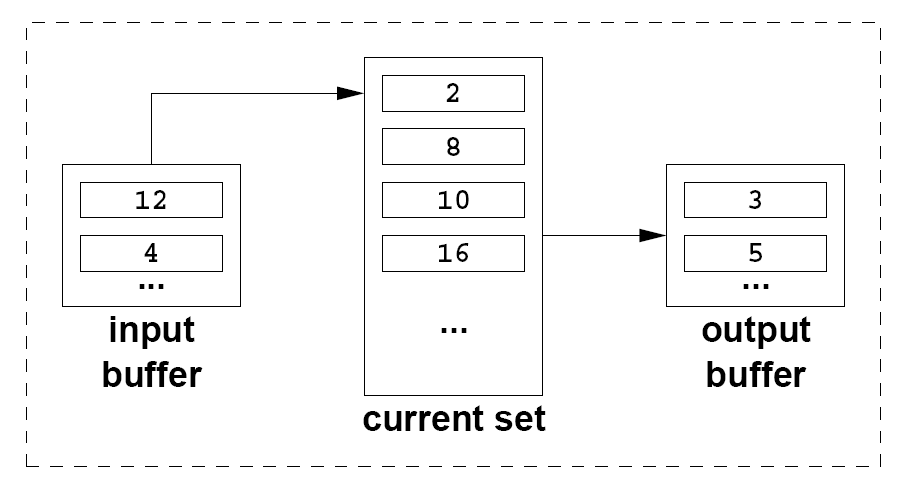 12
4
...
input
buffer
2
8
10
16
...
current set
3
5
...
output
buffer